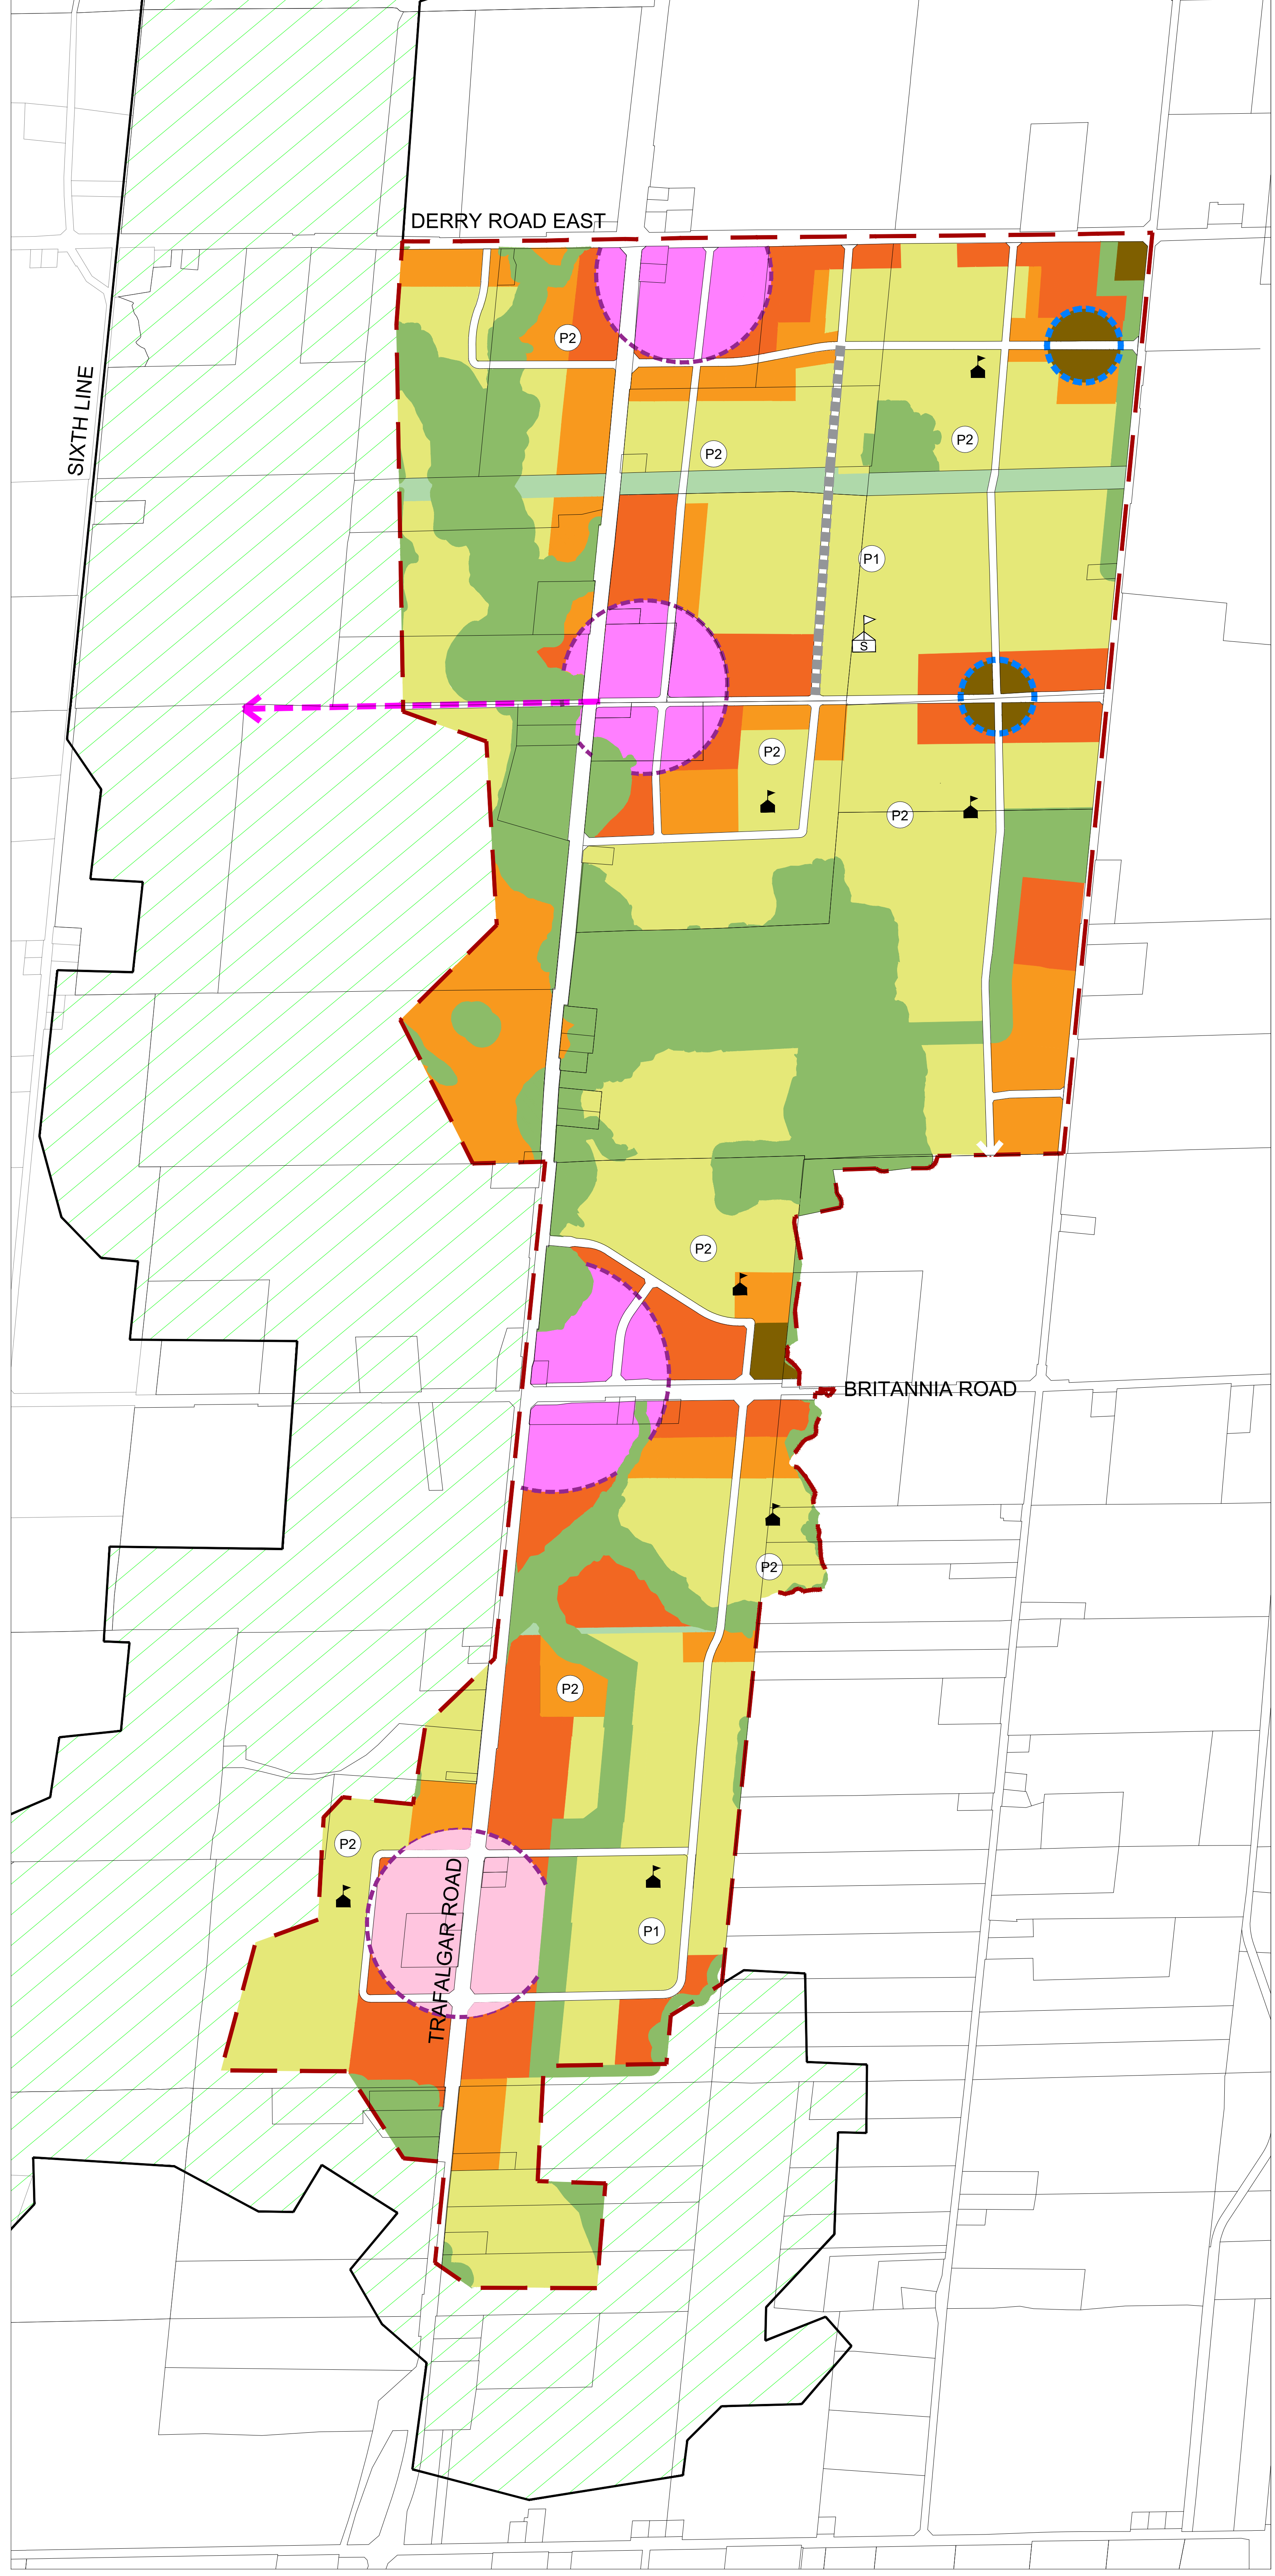 DERRY ROAD EAST
P2
SIXTH LINE
P2
P2
P1
S
P2
P2
P2
BRITANNIA ROAD
P2
P2
P2
P1
TRAFALGAR ROAD